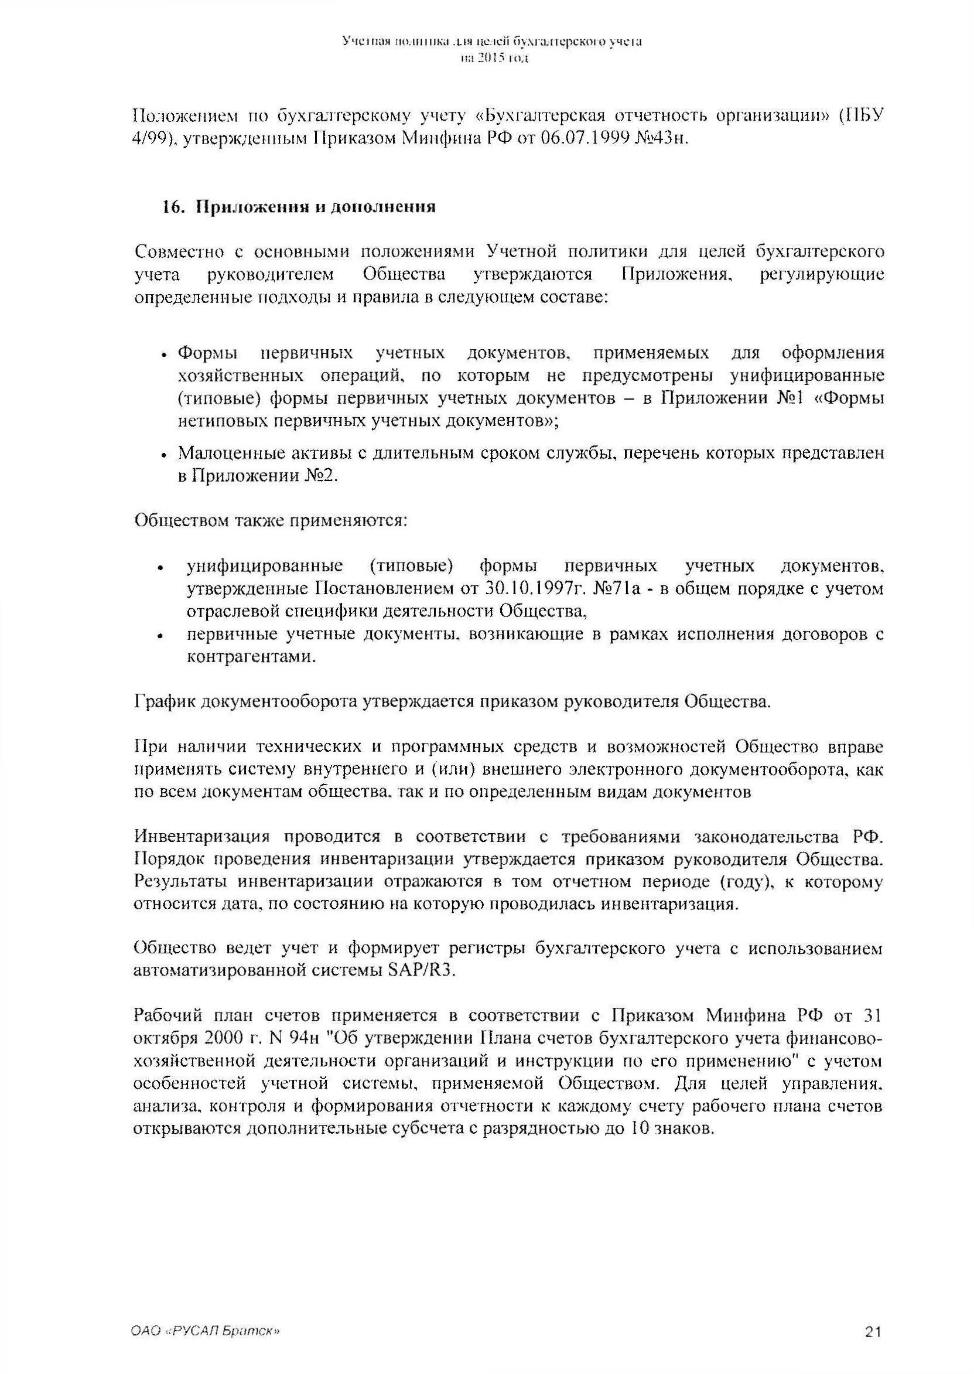 Учетная политика для целей бухгалтерского учета
на 2015 год
Положением по бухгалтерскому учету «Бухгалтерская отчетность организации» (ПБУ
4/99), утвержденным Приказом Минфина РФ от 06.07.1999 №43н.
16. Приложения и дополнения
Совместно с основными положениями Учетной политики для целей бухгалтерского
учета руководителем Общества утверждаются Приложения, регулирующие
определенные подходы и правила в следующем составе:
• Формы первичных учетных документов, применяемых для оформления
хозяйственных операций, по которым не предусмотрены унифицированные
(типовые) формы первичных учетных документов – в Приложении №1 «Формы
нетиповых первичных учетных документов»;
• Малоценные активы с длительным сроком службы, перечень которых представлен
в Приложении №2.
Обществом также применяются:
• унифицированные (типовые) формы первичных учетных документов,
утвержденные Постановлением от 30.10.1997г. №71а - в общем порядке с учетом
отраслевой специфики деятельности Общества,
• первичные учетные документы, возникающие в рамках исполнения договоров с
контрагентами.
График документооборота утверждается приказом руководителя Общества.
При наличии технических и программных средств и возможностей Общество вправе
применять систему внутреннего и (или) внешнего электронного документооборота, как
по всем документам общества, так и по определенным видам документов
Инвентаризация проводится в соответствии с требованиями законодательства РФ.
Порядок проведения инвентаризации утверждается приказом руководителя Общества.
Результаты инвентаризации отражаются в том отчетном периоде (году), к которому
относится дата, по состоянию на которую проводилась инвентаризация.
Общество ведет учет и формирует регистры бухгалтерского учета с использованием
автоматизированной системы SAP/R3.
Рабочий план счетов применяется в соответствии с Приказом Минфина РФ от 31
октября 2000 г. N 94н "Об утверждении Плана счетов бухгалтерского учета финансово-
хозяйственной деятельности организаций и инструкции по его применению" с учетом
особенностей учетной системы, применяемой Обществом. Для целей управления,
анализа, контроля и формирования отчетности к каждому счету рабочего плана счетов
открываются дополнительные субсчета с разрядностью до 10 знаков.
ОАО «РУСАЛ Братск»
21